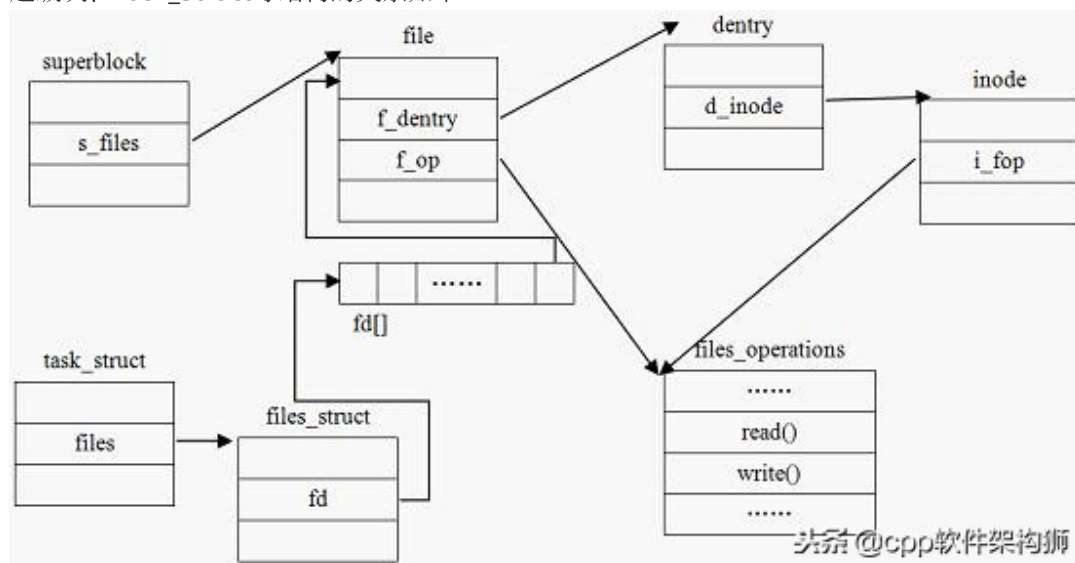 file
dentry
superblock
inode
f_dentry
d_inode
s_files
f_op
i_fop
......
fd[]
task_struct
files_operations
......
files_struct
files
read()
write()
fd
......
头条 @cpp软件架构狮